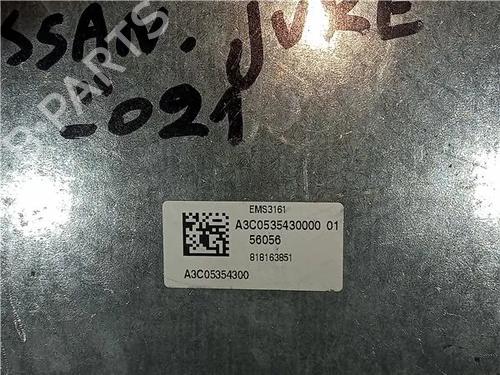 SSAN. JUKE
-021
EMS3161
A3C0535430000 01
56056
818163851
A3C05354300
PARTS